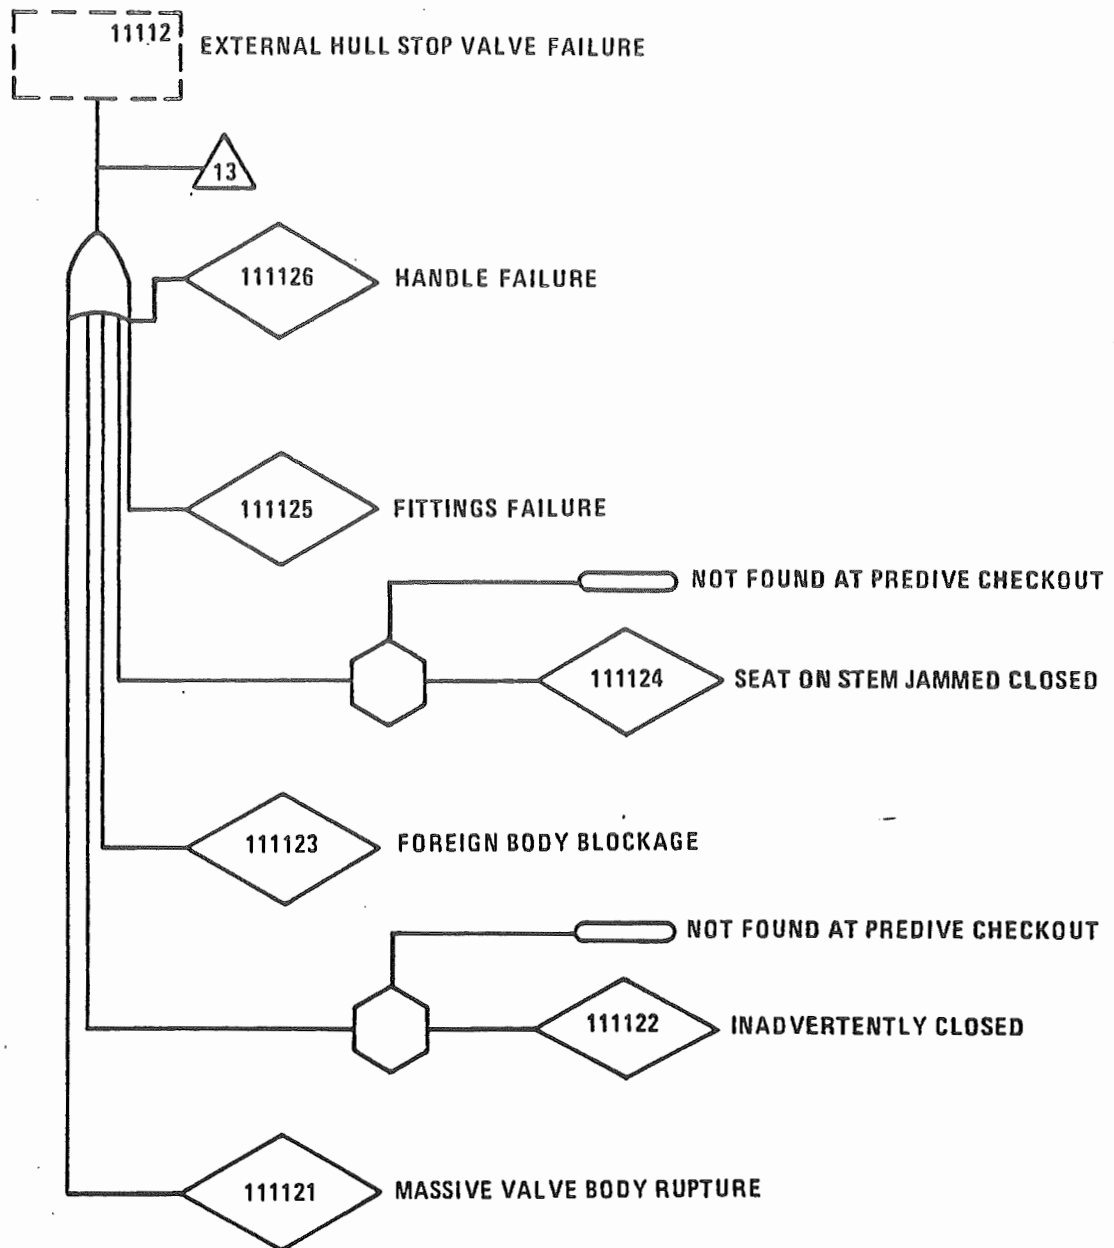 11112 EXTERNAL HULL STOP VALVE FAILURE
13
111126 HANDLE FAILURE
111125 FITTINGS FAILURE
NOT FOUND AT PREDIVE CHECKOUT
111124 SEAT ON STEM JAMMED CLOSED
111123 FOREIGN BODY BLOCKAGE
NOT FOUND AT PREDIVE CHECKOUT
111122 INADVERTENTLY CLOSED
111121 MASSIVE VALVE BODY RUPTURE